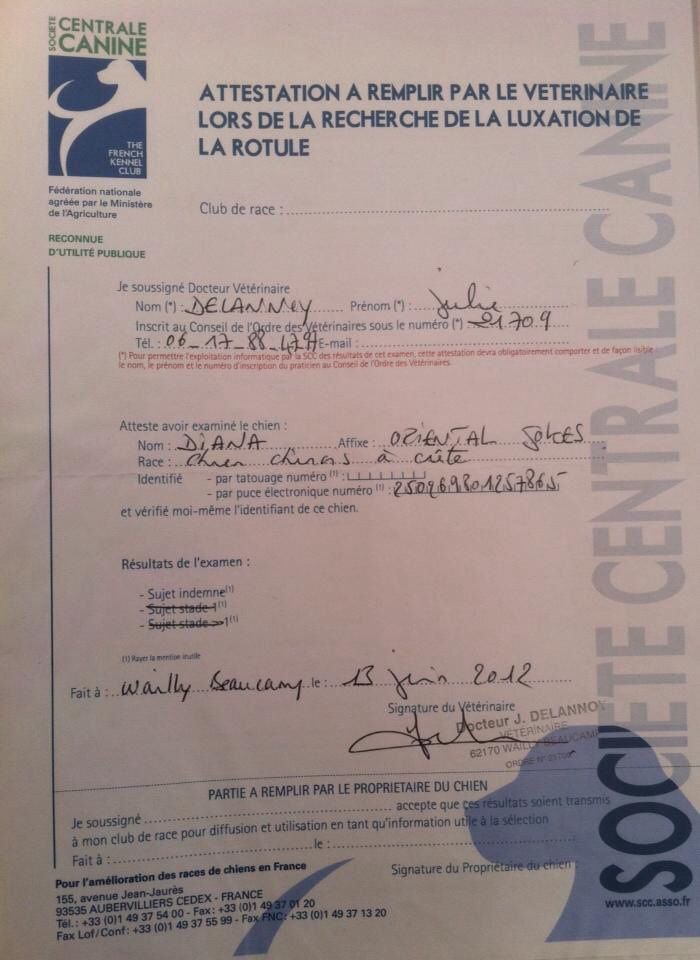 SOCIETE CENTRALE CANINE
THE FRENCH KENNEL CLUB
Fédération nationale
agréée par le Ministère
de l'Agriculture
RECONNUE
D'UTILITÉ PUBLIQUE
ATTESTATION A REMPLIR PAR LE VETERINAIRE
LORS DE LA RECHERCHE DE LA LUXATION DE
LA ROTULE
Club de race :
Je soussigné Docteur Vétérinaire
Nom (*) : DELANNOY Prénom (*) : Julie
Inscrit au Conseil de l'Ordre des Vétérinaires sous le numéro (*) 21709
Tél. : 06_17_88_47 E-mail :
(*) Pour permettre l'exploitation informatique par la SCC des résultats de cet examen, cette attestation devra obligatoirement comporter et de façon lisible
le nom, le prénom et le numéro d'inscription du praticien au Conseil de l'Ordre des Vétérinaires.
Atteste avoir examiné le chien :
Nom : DIANA Affixe : ORIENTAL
Race : chien chinois à crête
Identifié - par tatouage numéro (1) :
- par puce électronique numéro (1) : 250269801257865
et vérifié moi-même l'identifiant de ce chien.
Résultats de l'examen :
- Sujet indemne(1)
- Sujet stade 1(1)
- Sujet stade >1(1)
(1) Rayer la mention inutile
Fait à : Wailly Beaucamp le : 13 juin 2012
Signature du Vétérinaire
Docteur J. DELANNOY
VETERINAIRE
62170 WAILLY BEAUCAMP
ORDRE N° 21709
PARTIE A REMPLIR PAR LE PROPRIETAIRE DU CHIEN
Je soussigné accepte que ces résultats soient transmis
à mon club de race pour diffusion et utilisation en tant qu'information utile à la sélection
Fait à : le :
Signature du Propriétaire du chien :
Pour l'amélioration des races de chiens en France
155, avenue Jean-Jaurès
93535 AUBERVILLIERS CEDEX - FRANCE
Tél. : +33 (0)1 49 37 54 00 - Fax : +33 (0)1 49 37 01 20
Fax Lof/Conf : +33 (0)1 49 37 55 99 - Fax FNC : +33 (0)1 49 37 13 20
SOCIETE CENTRALE CANINE
www.scc.asso.fr